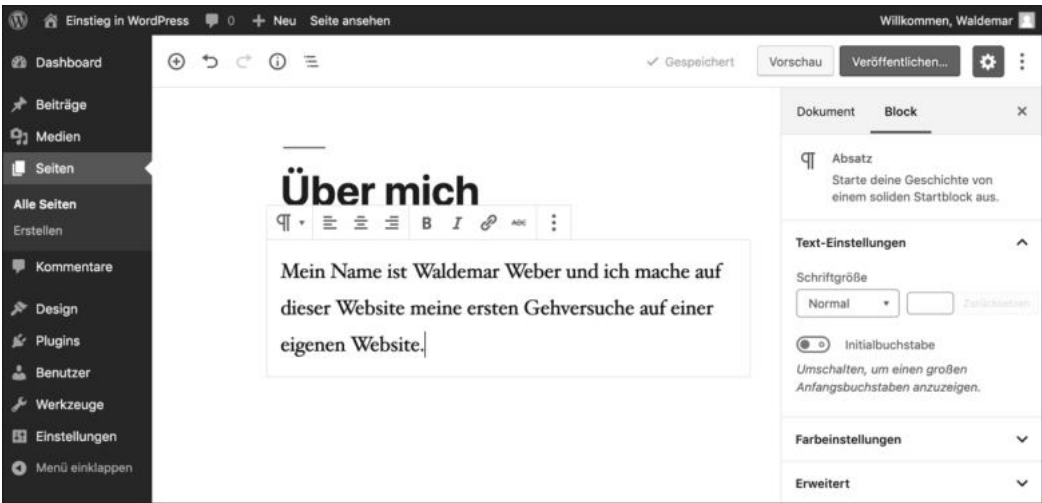 Einstieg in WordPress 0 + Neu Seite ansehen Willkommen, Waldemar
Dashboard
Beiträge
Medien
Seiten
Alle Seiten
Erstellen
Kommentare
Design
Plugins
Benutzer
Werkzeuge
Einstellungen
Menü einklappen
Gespeichert Vorschau Veröffentlichen...
Über mich
B I ABC
Mein Name ist Waldemar Weber und ich mache auf
dieser Website meine ersten Gehversuche auf einer
eigenen Website.
Dokument Block
Absatz
Starte deine Geschichte von
einem soliden Startblock aus.
Text-Einstellungen
Schriftgröße
Normal Zurücksetzen
Initialbuchstabe
Umschalten, um einen großen
Anfangsbuchstaben anzuzeigen.
Farbeinstellungen
Erweitert